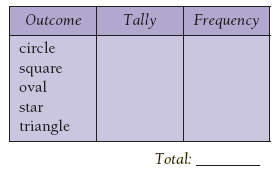 Outcome Tally Frequency
circle
square
oval
star
triangle
Total: